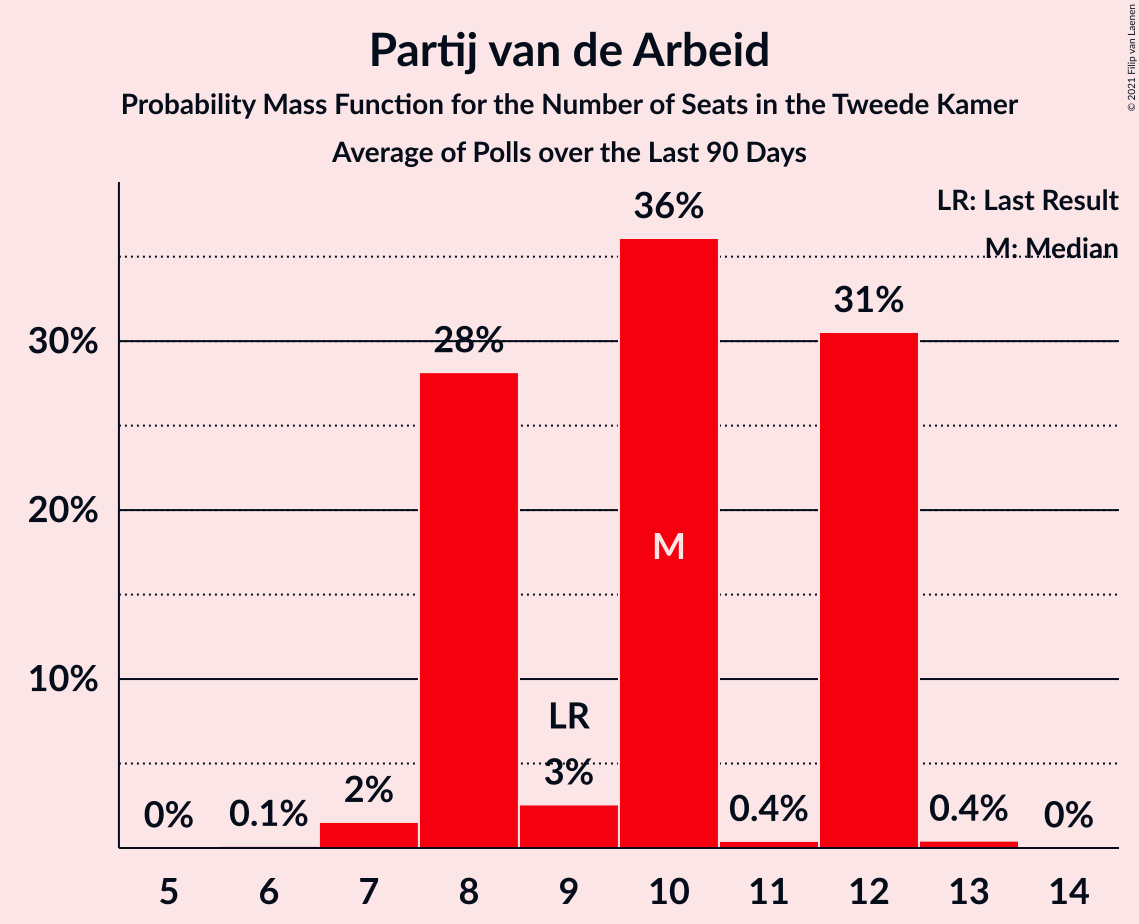 Partij van de Arbeid
Probability Mass Function for the Number of Seats in the Tweede Kamer
Average of Polls over the Last 90 Days
© 2021 Filip van Laenen
LR: Last Result
M: Median
36%
31%
28%
30%
20%
M
10%
LR
3%
2%
0%
0.1%
0.4%
0.4%
0%
5 6 7 8 9 10 11 12 13 14